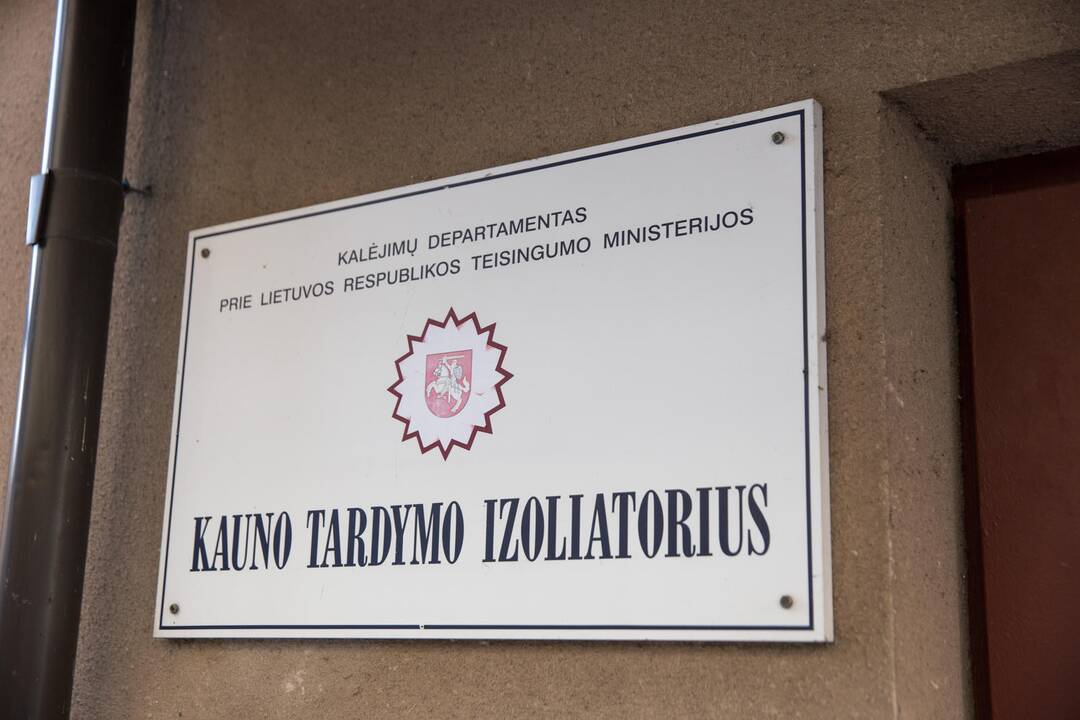 KALĖJIMŲ DEPARTAMENTAS
PRIE LIETUVOS RESPUBLIKOS TEISINGUMO MINISTERIJOS
KAUNO TARDYMO IZOLIATORIUS